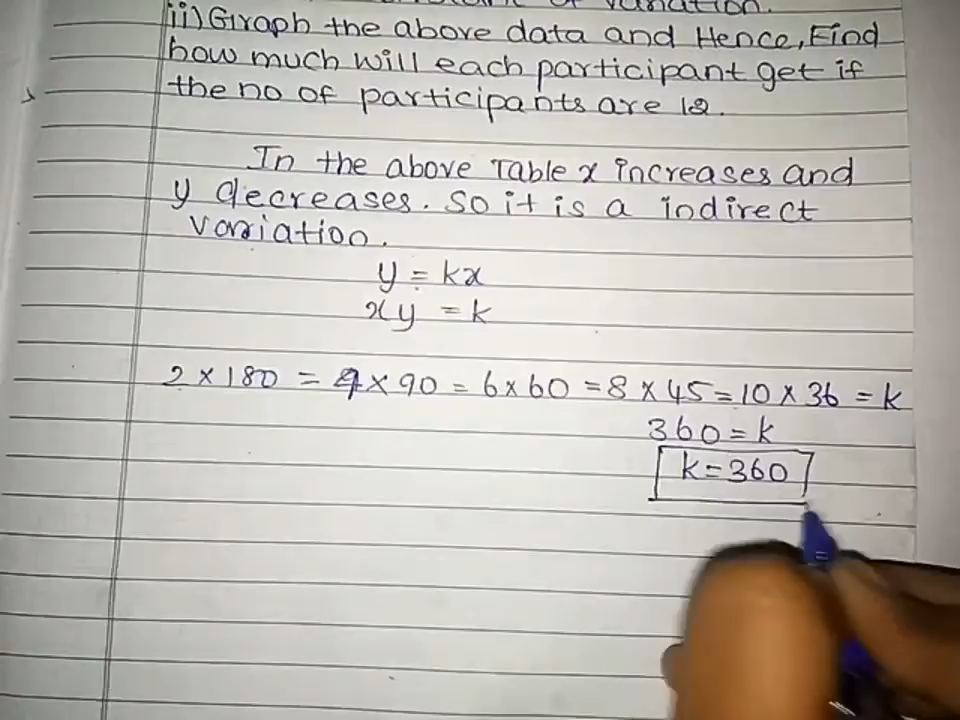 variation.
ii) Graph the above data and Hence, Find
how much will each participant get if
the no of participants are 12.
In the above Table x increases and
y decreases. So it is a indirect
variation.
y = kx
xy = k
2 × 180 = 4 × 90 = 6 × 60 = 8 × 45 = 10 × 36 = k
360 = k
k = 360